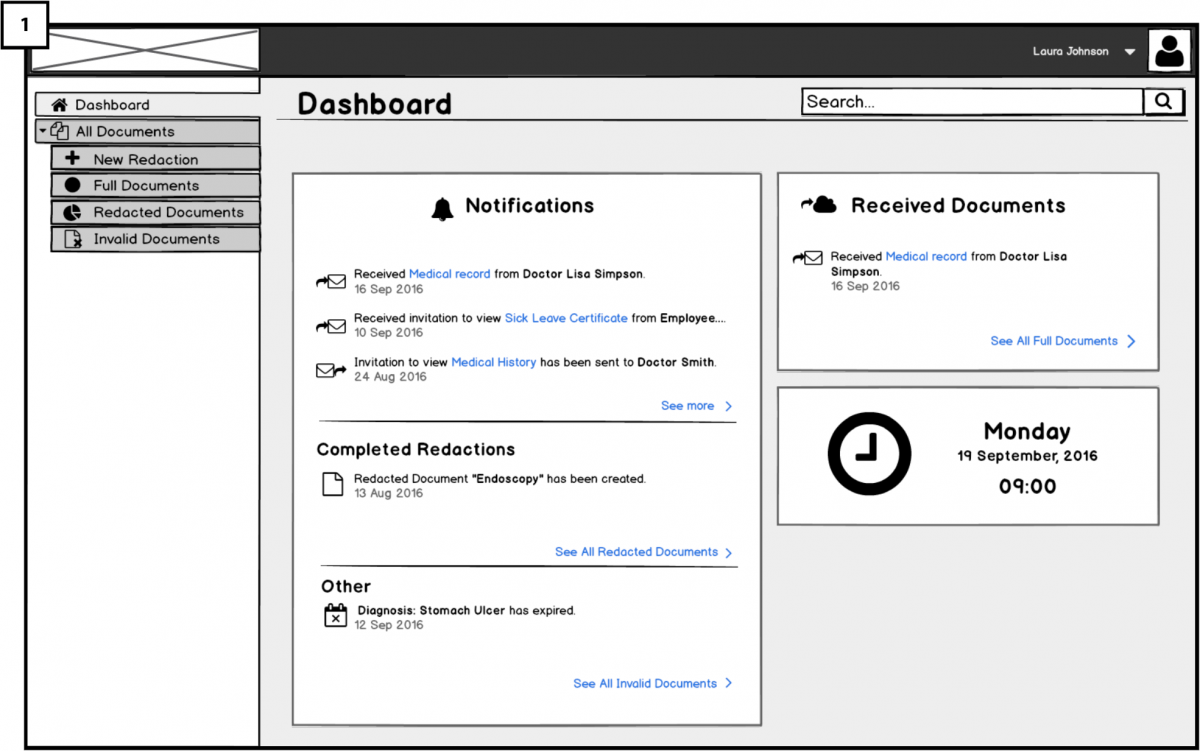 1
Laura Johnson
Dashboard
All Documents
New Redaction
Full Documents
Redacted Documents
Invalid Documents
Dashboard
Search...
Notifications
Received Medical record from Doctor Lisa Simpson.
16 Sep 2016
Received invitation to view Sick Leave Certificate from Employee....
10 Sep 2016
Invitation to view Medical History has been sent to Doctor Smith.
24 Aug 2016
See more
Completed Redactions
Redacted Document "Endoscopy" has been created.
13 Aug 2016
See All Redacted Documents
Other
Diagnosis: Stomach Ulcer has expired.
12 Sep 2016
See All Invalid Documents
Received Documents
Received Medical record from Doctor Lisa
Simpson.
16 Sep 2016
See All Full Documents
Monday
19 September, 2016
09:00